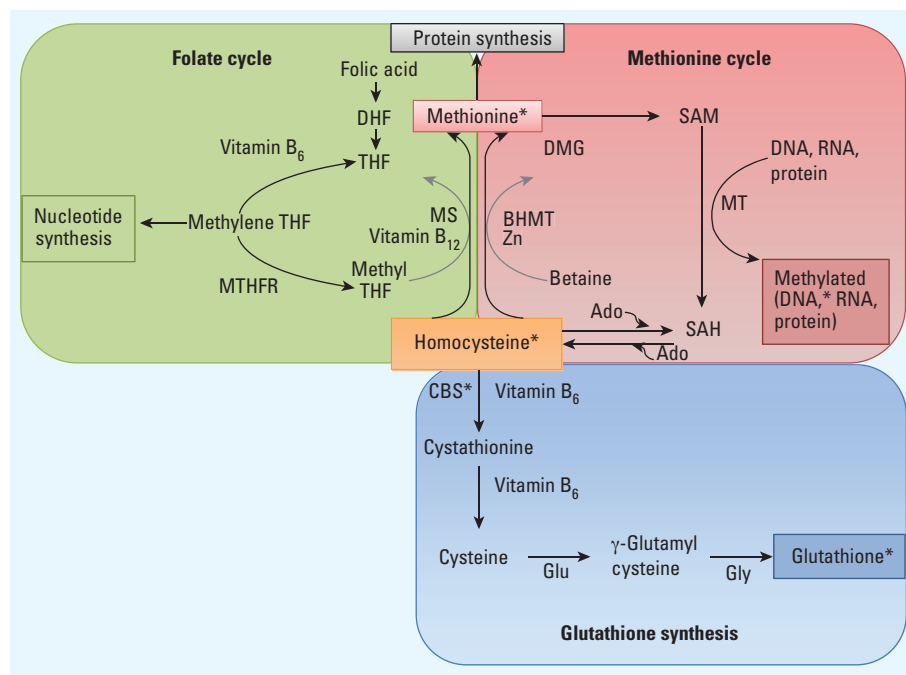 Protein synthesis
Folate cycle
Methionine cycle
Folic acid
DHF
THF
Vitamin B6
Methionine*
SAM
DMG
DNA, RNA,
protein
MT
Nucleotide
synthesis
Methylene THF
MS
Vitamin B12
BHMT
Zn
MTHFR
Methyl
THF
Betaine
Methylated
(DNA,* RNA,
protein)
Homocysteine*
Ado
SAH
Ado
CBS*
Vitamin B6
Cystathionine
Vitamin B6
Cysteine
Glu
γ-Glutamyl
cysteine
Gly
Glutathione*
Glutathione synthesis